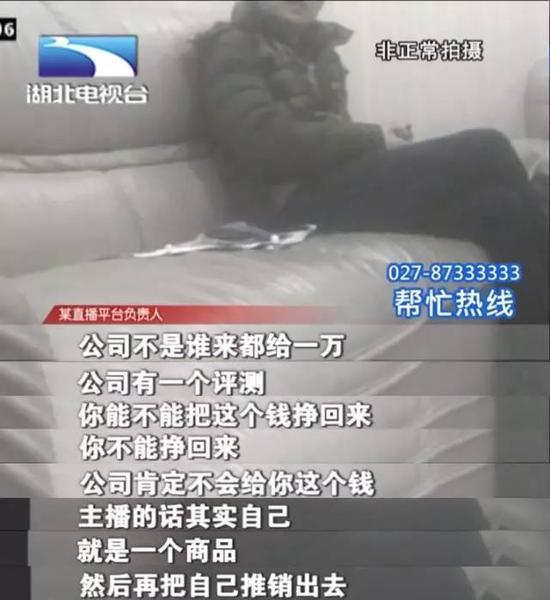 06
非正常拍摄
湖北电视台
027-87333333
帮忙热线
某直播平台负责人
公司不是谁来都给一万
公司有一个评测
你能不能把这个钱挣回来
你不能挣回来
公司肯定不会给你这个钱
主播的话其实自己
就是一个商品
然后再把自己推销出去